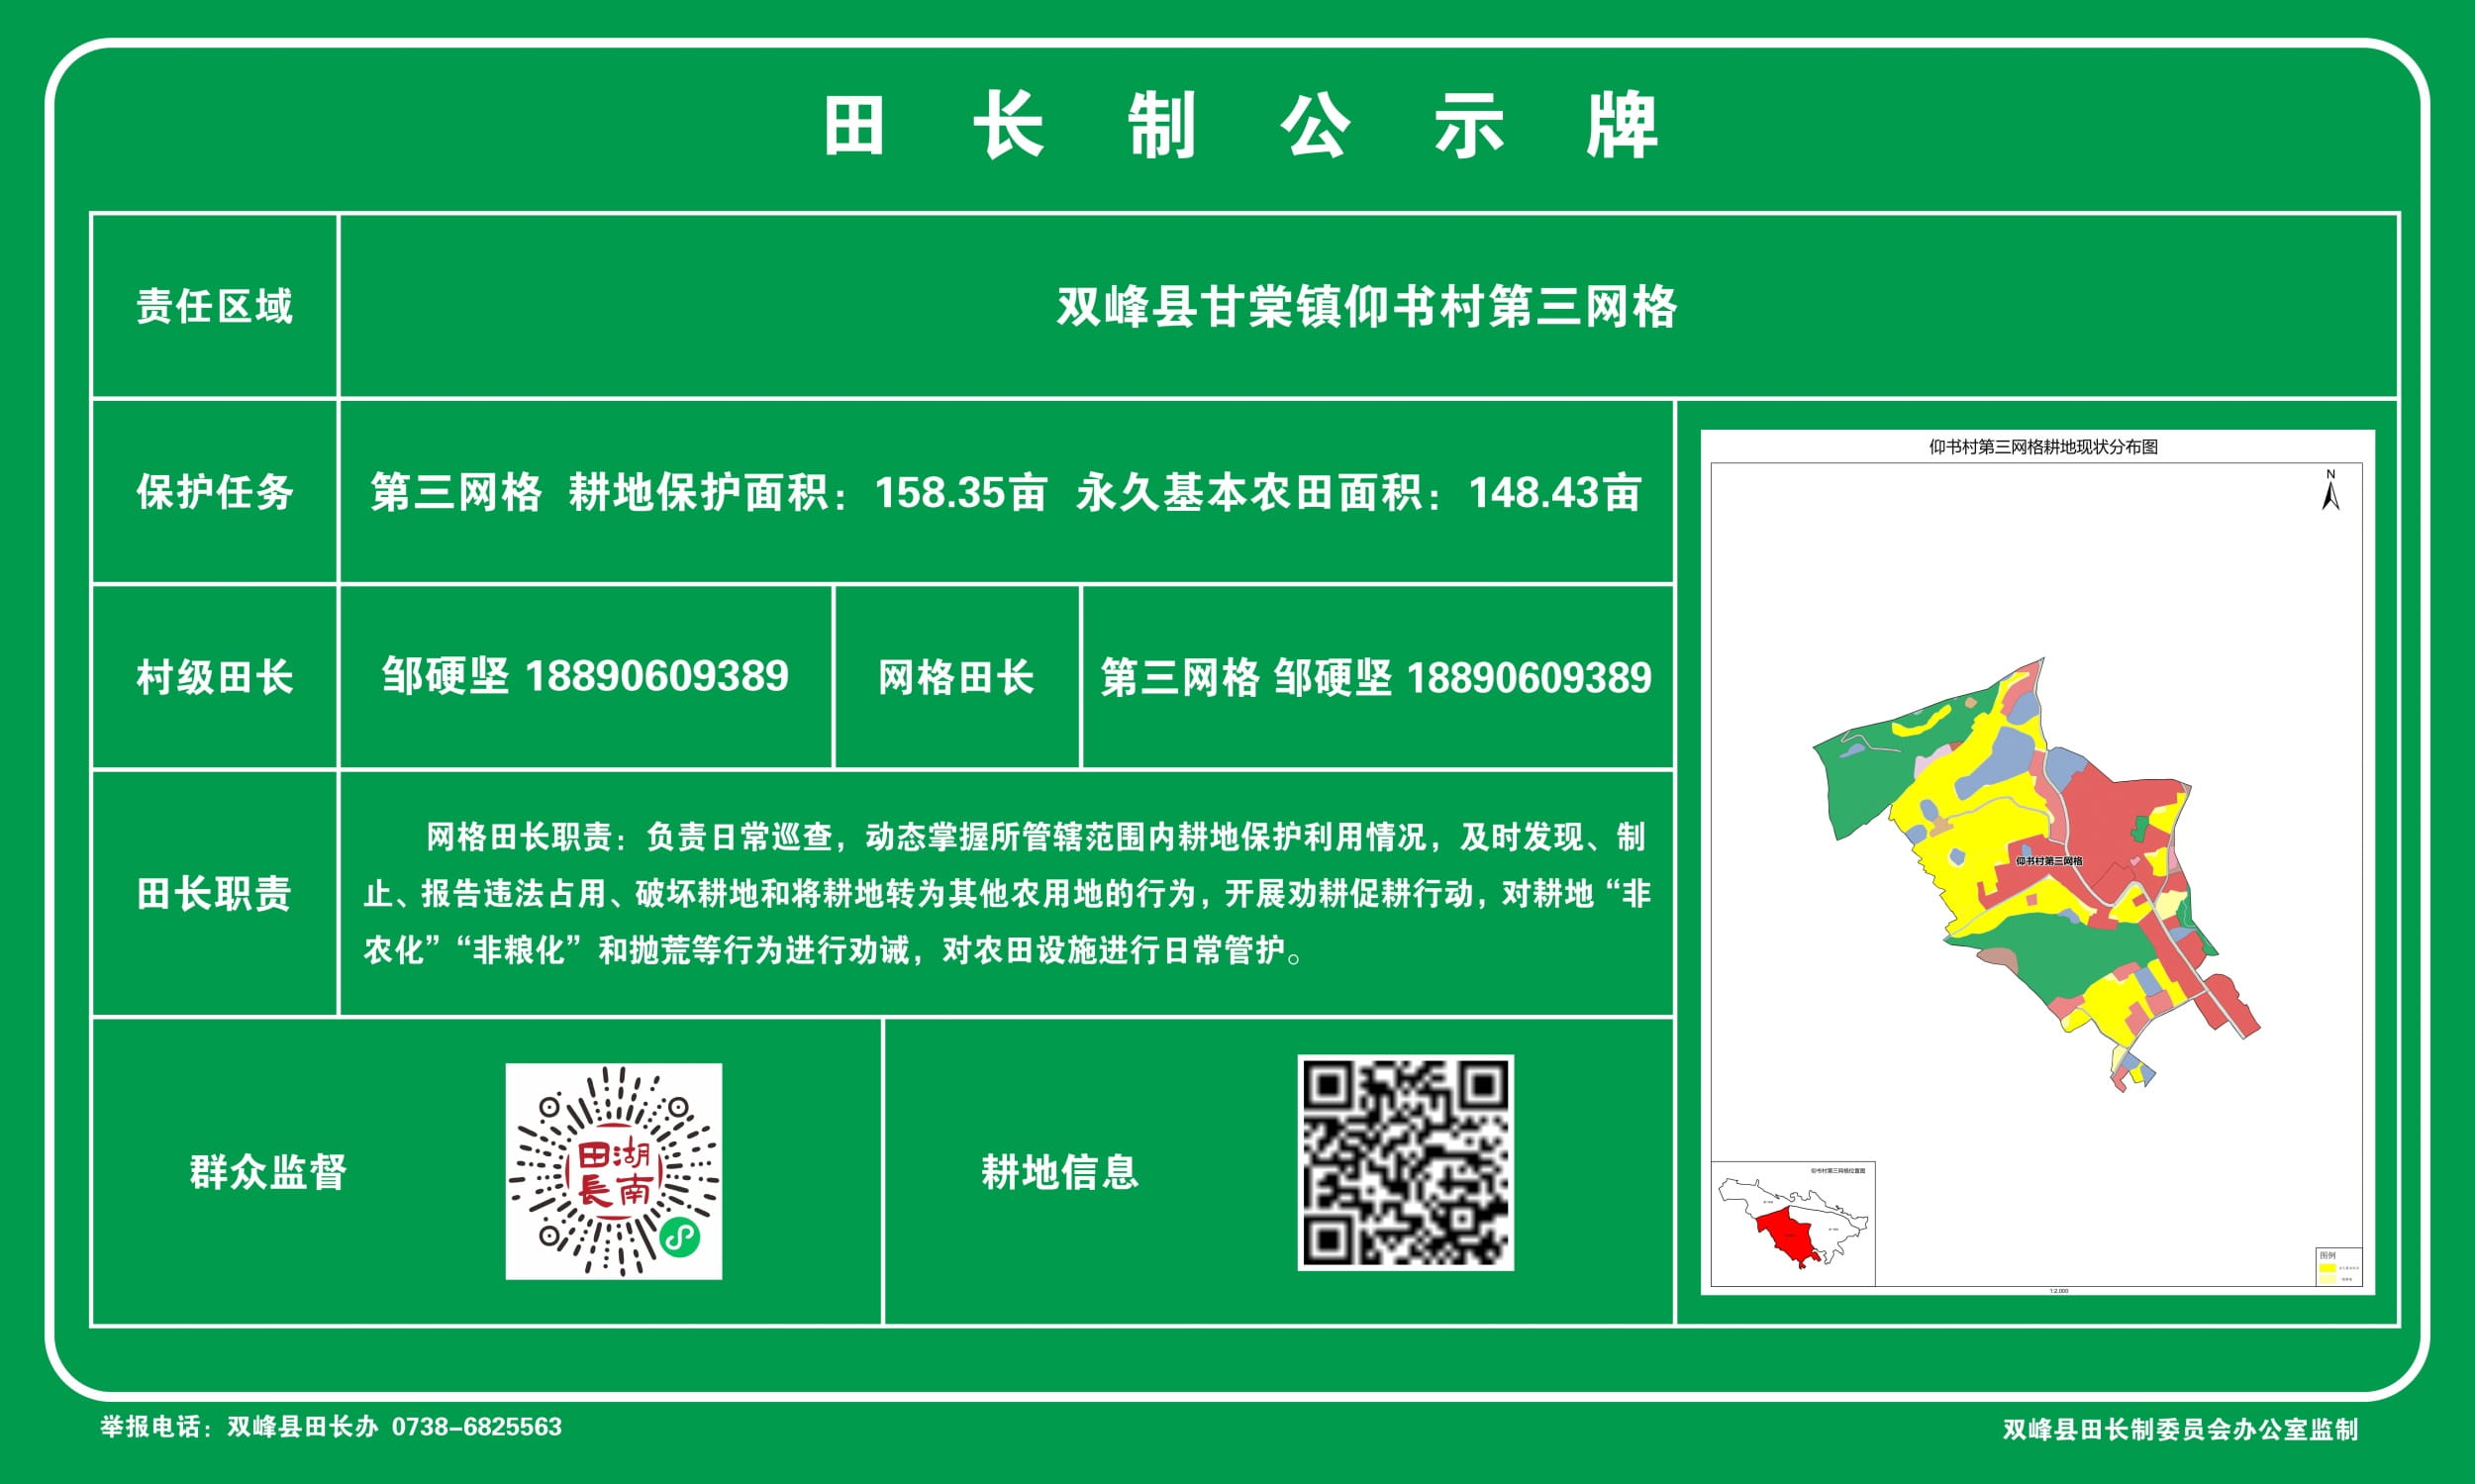 田长制公示牌
责任区域
双峰县甘棠镇仰书村第三网格
保护任务
第三网格 耕地保护面积：158.35亩 永久基本农田面积：148.43亩
村级田长
邹硬坚 18890609389
网格田长
第三网格 邹硬坚 18890609389
田长职责
网格田长职责：负责日常巡查，动态掌握所管辖范围内耕地保护利用情况，及时发现、制
止、报告违法占用、破坏耕地和将耕地转为其他农用地的行为，开展劝耕促耕行动，对耕地“非
农化”“非粮化”和抛荒等行为进行劝诫，对农田设施进行日常管护。
群众监督
湖南
田長
耕地信息
仰书村第三网格耕地现状分布图
N
仰书村第三网格
仰书村第三网格位置图
图例
1:2,000
举报电话：双峰县田长办 0738-6825563
双峰县田长制委员会办公室监制